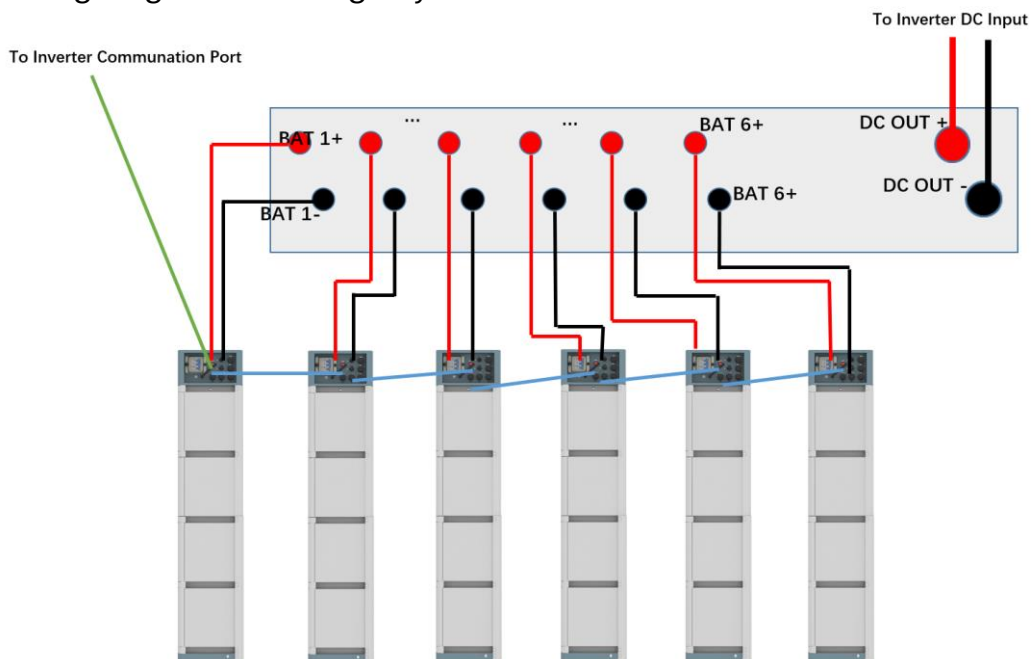 To Inverter DC Input
To Inverter Communation Port
BAT 1+
...
...
BAT 6+
DC OUT +
BAT 1-
BAT 6+
DC OUT -